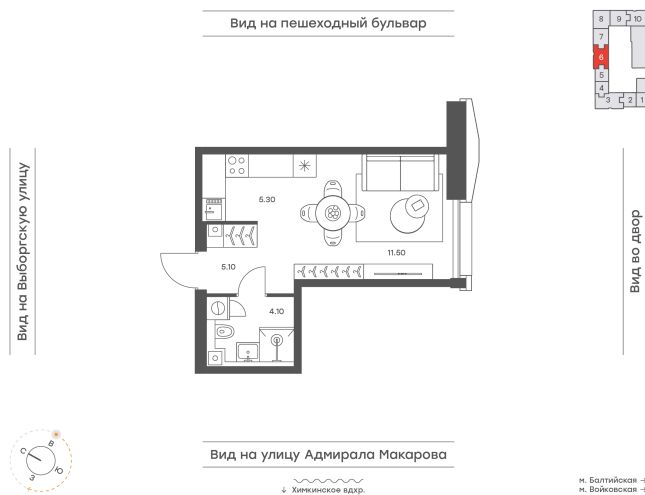 Вид на пешеходный бульвар
8 9 10
7
6
5
4
3 2 1
Вид на Выборгскую улицу
5.30
11.50
5.10
4.10
Вид во двор
С В Ю З
Вид на улицу Адмирала Макарова
↓ Химкинское вдхр.
м. Балтийская
м. Войковская